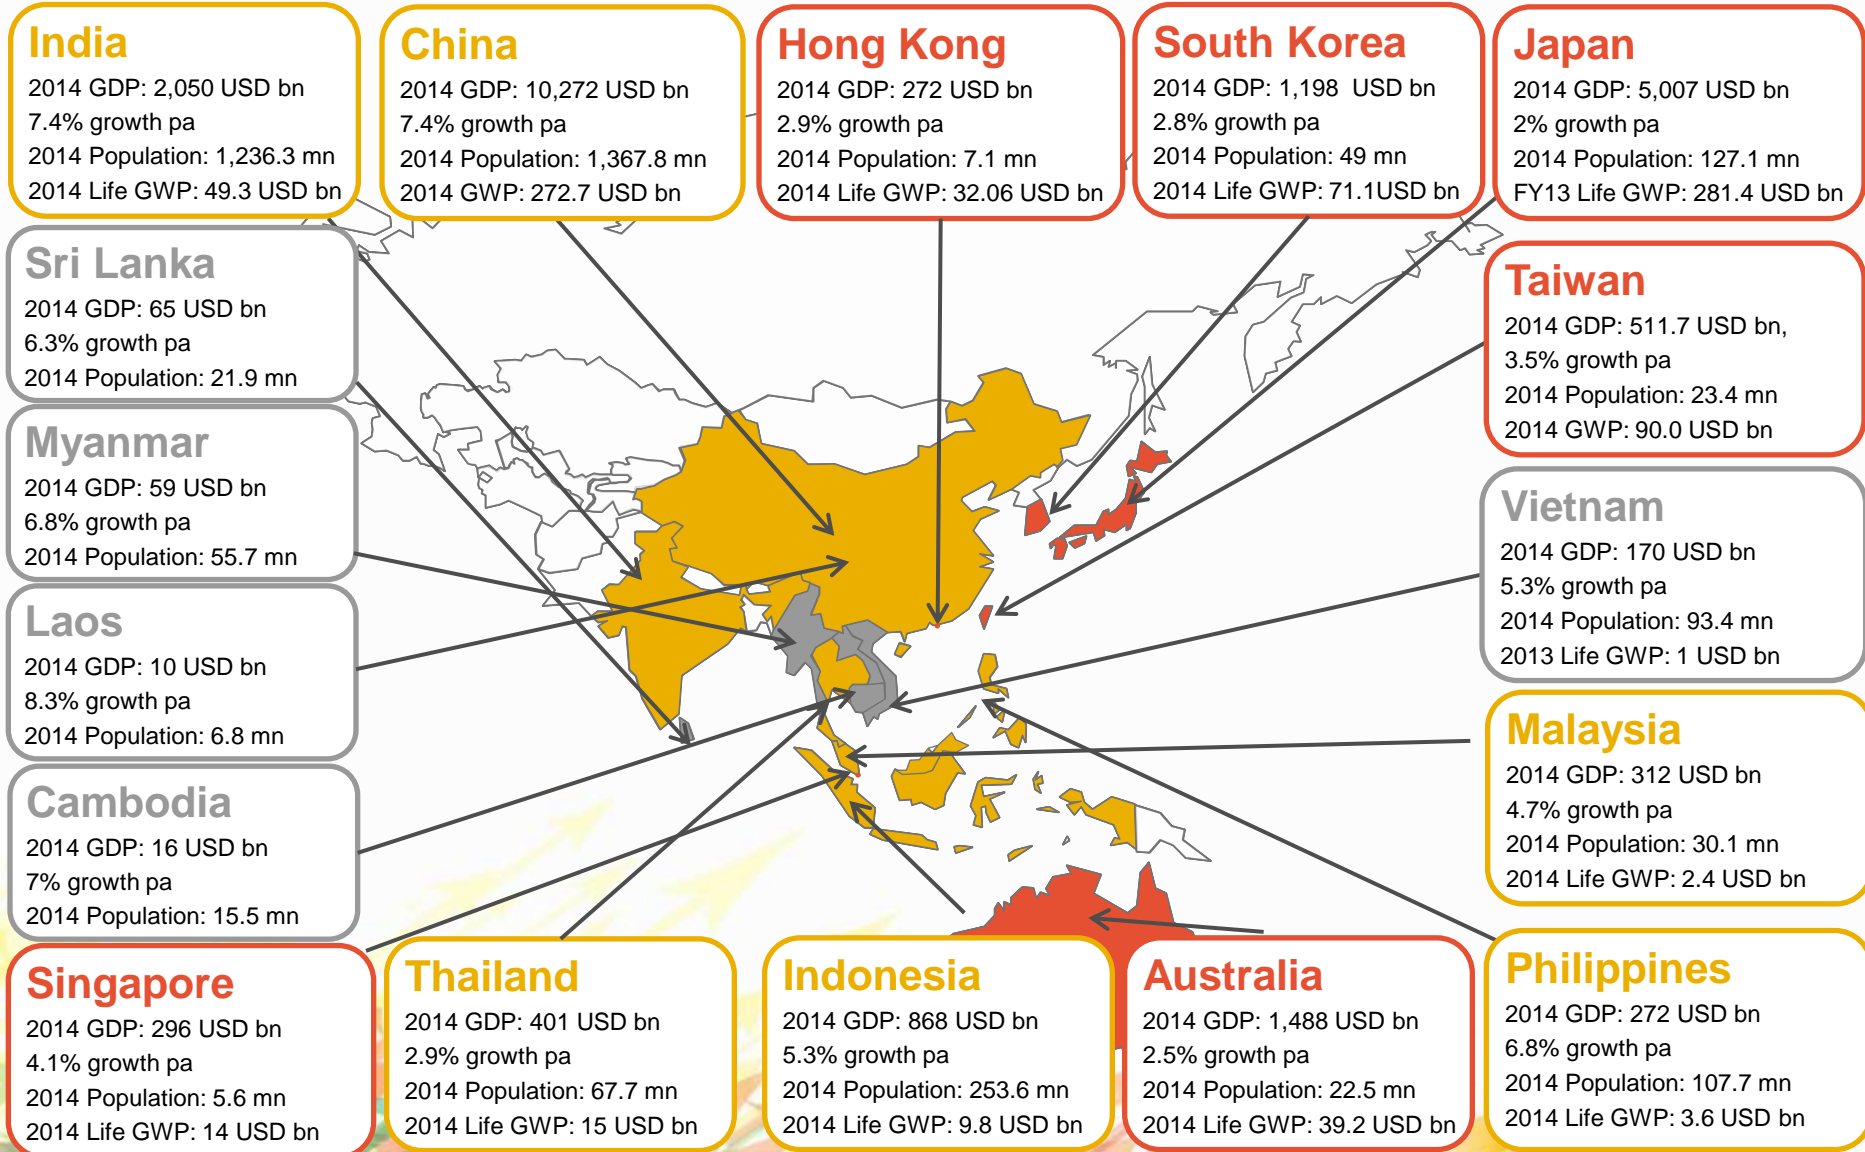 India
2014 GDP: 2,050 USD bn
7.4% growth pa
2014 Population: 1,236.3 mn
2014 Life GWP: 49.3 USD bn
China
2014 GDP: 10,272 USD bn
7.4% growth pa
2014 Population: 1,367.8 mn
2014 GWP: 272.7 USD bn
Hong Kong
2014 GDP: 272 USD bn
2.9% growth pa
2014 Population: 7.1 mn
2014 Life GWP: 32.06 USD bn
South Korea
2014 GDP: 1,198 USD bn
2.8% growth pa
2014 Population: 49 mn
2014 Life GWP: 71.1USD bn
Japan
2014 GDP: 5,007 USD bn
2% growth pa
2014 Population: 127.1 mn
FY13 Life GWP: 281.4 USD bn
Sri Lanka
2014 GDP: 65 USD bn
6.3% growth pa
2014 Population: 21.9 mn
Taiwan
2014 GDP: 511.7 USD bn,
3.5% growth pa
2014 Population: 23.4 mn
2014 GWP: 90.0 USD bn
Myanmar
2014 GDP: 59 USD bn
6.8% growth pa
2014 Population: 55.7 mn
Vietnam
2014 GDP: 170 USD bn
5.3% growth pa
2014 Population: 93.4 mn
2013 Life GWP: 1 USD bn
Laos
2014 GDP: 10 USD bn
8.3% growth pa
2014 Population: 6.8 mn
Malaysia
2014 GDP: 312 USD bn
4.7% growth pa
2014 Population: 30.1 mn
2014 Life GWP: 2.4 USD bn
Cambodia
2014 GDP: 16 USD bn
7% growth pa
2014 Population: 15.5 mn
Singapore
2014 GDP: 296 USD bn
4.1% growth pa
2014 Population: 5.6 mn
2014 Life GWP: 14 USD bn
Thailand
2014 GDP: 401 USD bn
2.9% growth pa
2014 Population: 67.7 mn
2014 Life GWP: 15 USD bn
Indonesia
2014 GDP: 868 USD bn
5.3% growth pa
2014 Population: 253.6 mn
2014 Life GWP: 9.8 USD bn
Australia
2014 GDP: 1,488 USD bn
2.5% growth pa
2014 Population: 22.5 mn
2014 Life GWP: 39.2 USD bn
Philippines
2014 GDP: 272 USD bn
6.8% growth pa
2014 Population: 107.7 mn
2014 Life GWP: 3.6 USD bn